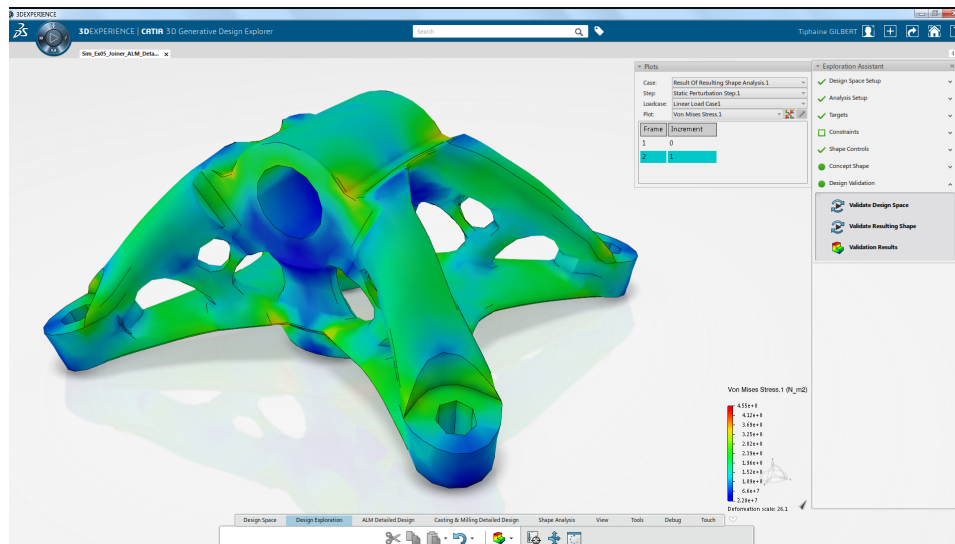 3DEXPERIENCE
3DEXPERIENCE | CATIA 3D Generative Design Explorer
Search
Tiphaine GILBERT
Sim_Ex05_Joiner_ALM_Deta... x
Plots
Case: Result Of Resulting Shape Analysis.1
Step: Static Perturbation Step.1
Loadcase: Linear Load Case1
Plot: Von Mises Stress.1
Frame Increment
1 0
2 1
Exploration Assistant
Design Space Setup
Analysis Setup
Targets
Constraints
Shape Controls
Concept Shape
Design Validation
Validate Design Space
Validate Resulting Shape
Validation Results
Von Mises Stress.1 (N_m2)
4.55e+8
4.12e+8
3.69e+8
3.25e+8
2.82e+8
2.39e+8
1.96e+8
1.52e+8
1.09e+8
6.6e+7
2.28e+7
Deformation scale: 26.1
Design Space Design Exploration ALM Detailed Design Casting & Milling Detailed Design Shape Analysis View Tools Debug Touch